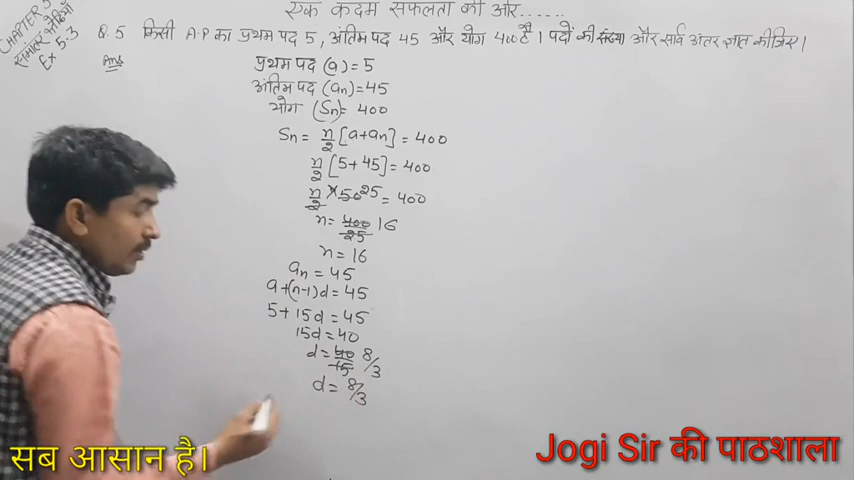 एक कदम सफलता की ओर......
CHAPTER 5
समांतर श्रेढ़ियाँ
Ex 5.3
Q.5 किसी A.P का प्रथम पद 5, अंतिम पद 45 और योग 400 है। पदों की संख्या और सार्व अंतर ज्ञात कीजिए।
Ans
प्रथम पद (a) = 5
अंतिम पद (an) = 45
योग (Sn) = 400
Sn = n/2 [a+an] = 400
n/2 [5+45] = 400
n/2 × 50 25 = 400
n = 400/25 16
n = 16
an = 45
a+(n-1)d = 45
5+15d = 45
15d = 40
d = 40/15 8/3
d = 8/3
सब आसान है।
Jogi Sir की पाठशाला